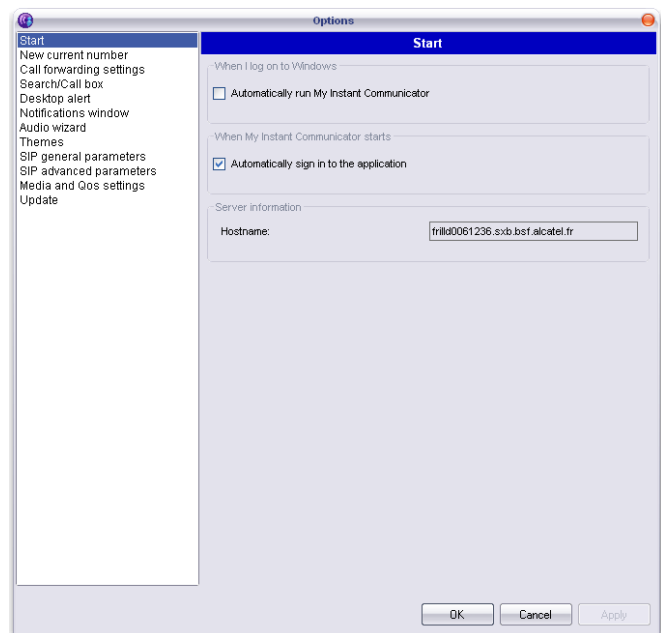 Options
Start
New current number
Call forwarding settings
Search/Call box
Desktop alert
Notifications window
Audio wizard
Themes
SIP general parameters
SIP advanced parameters
Media and Qos settings
Update
Start
When I log on to Windows
Automatically run My Instant Communicator
When My Instant Communicator starts
Automatically sign in to the application
Server information
Hostname: frilld0061236.sxb.bsf.alcatel.fr
OK Cancel Apply